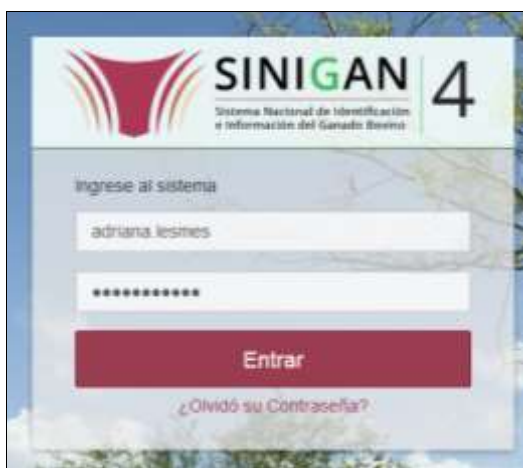 SINIGAN 4
Sistema Nacional de Identificación
e Información del Ganado Bovino
Ingrese al sistema
adriana.lesmes
•••••••••••
Entrar
¿Olvidó su Contraseña?